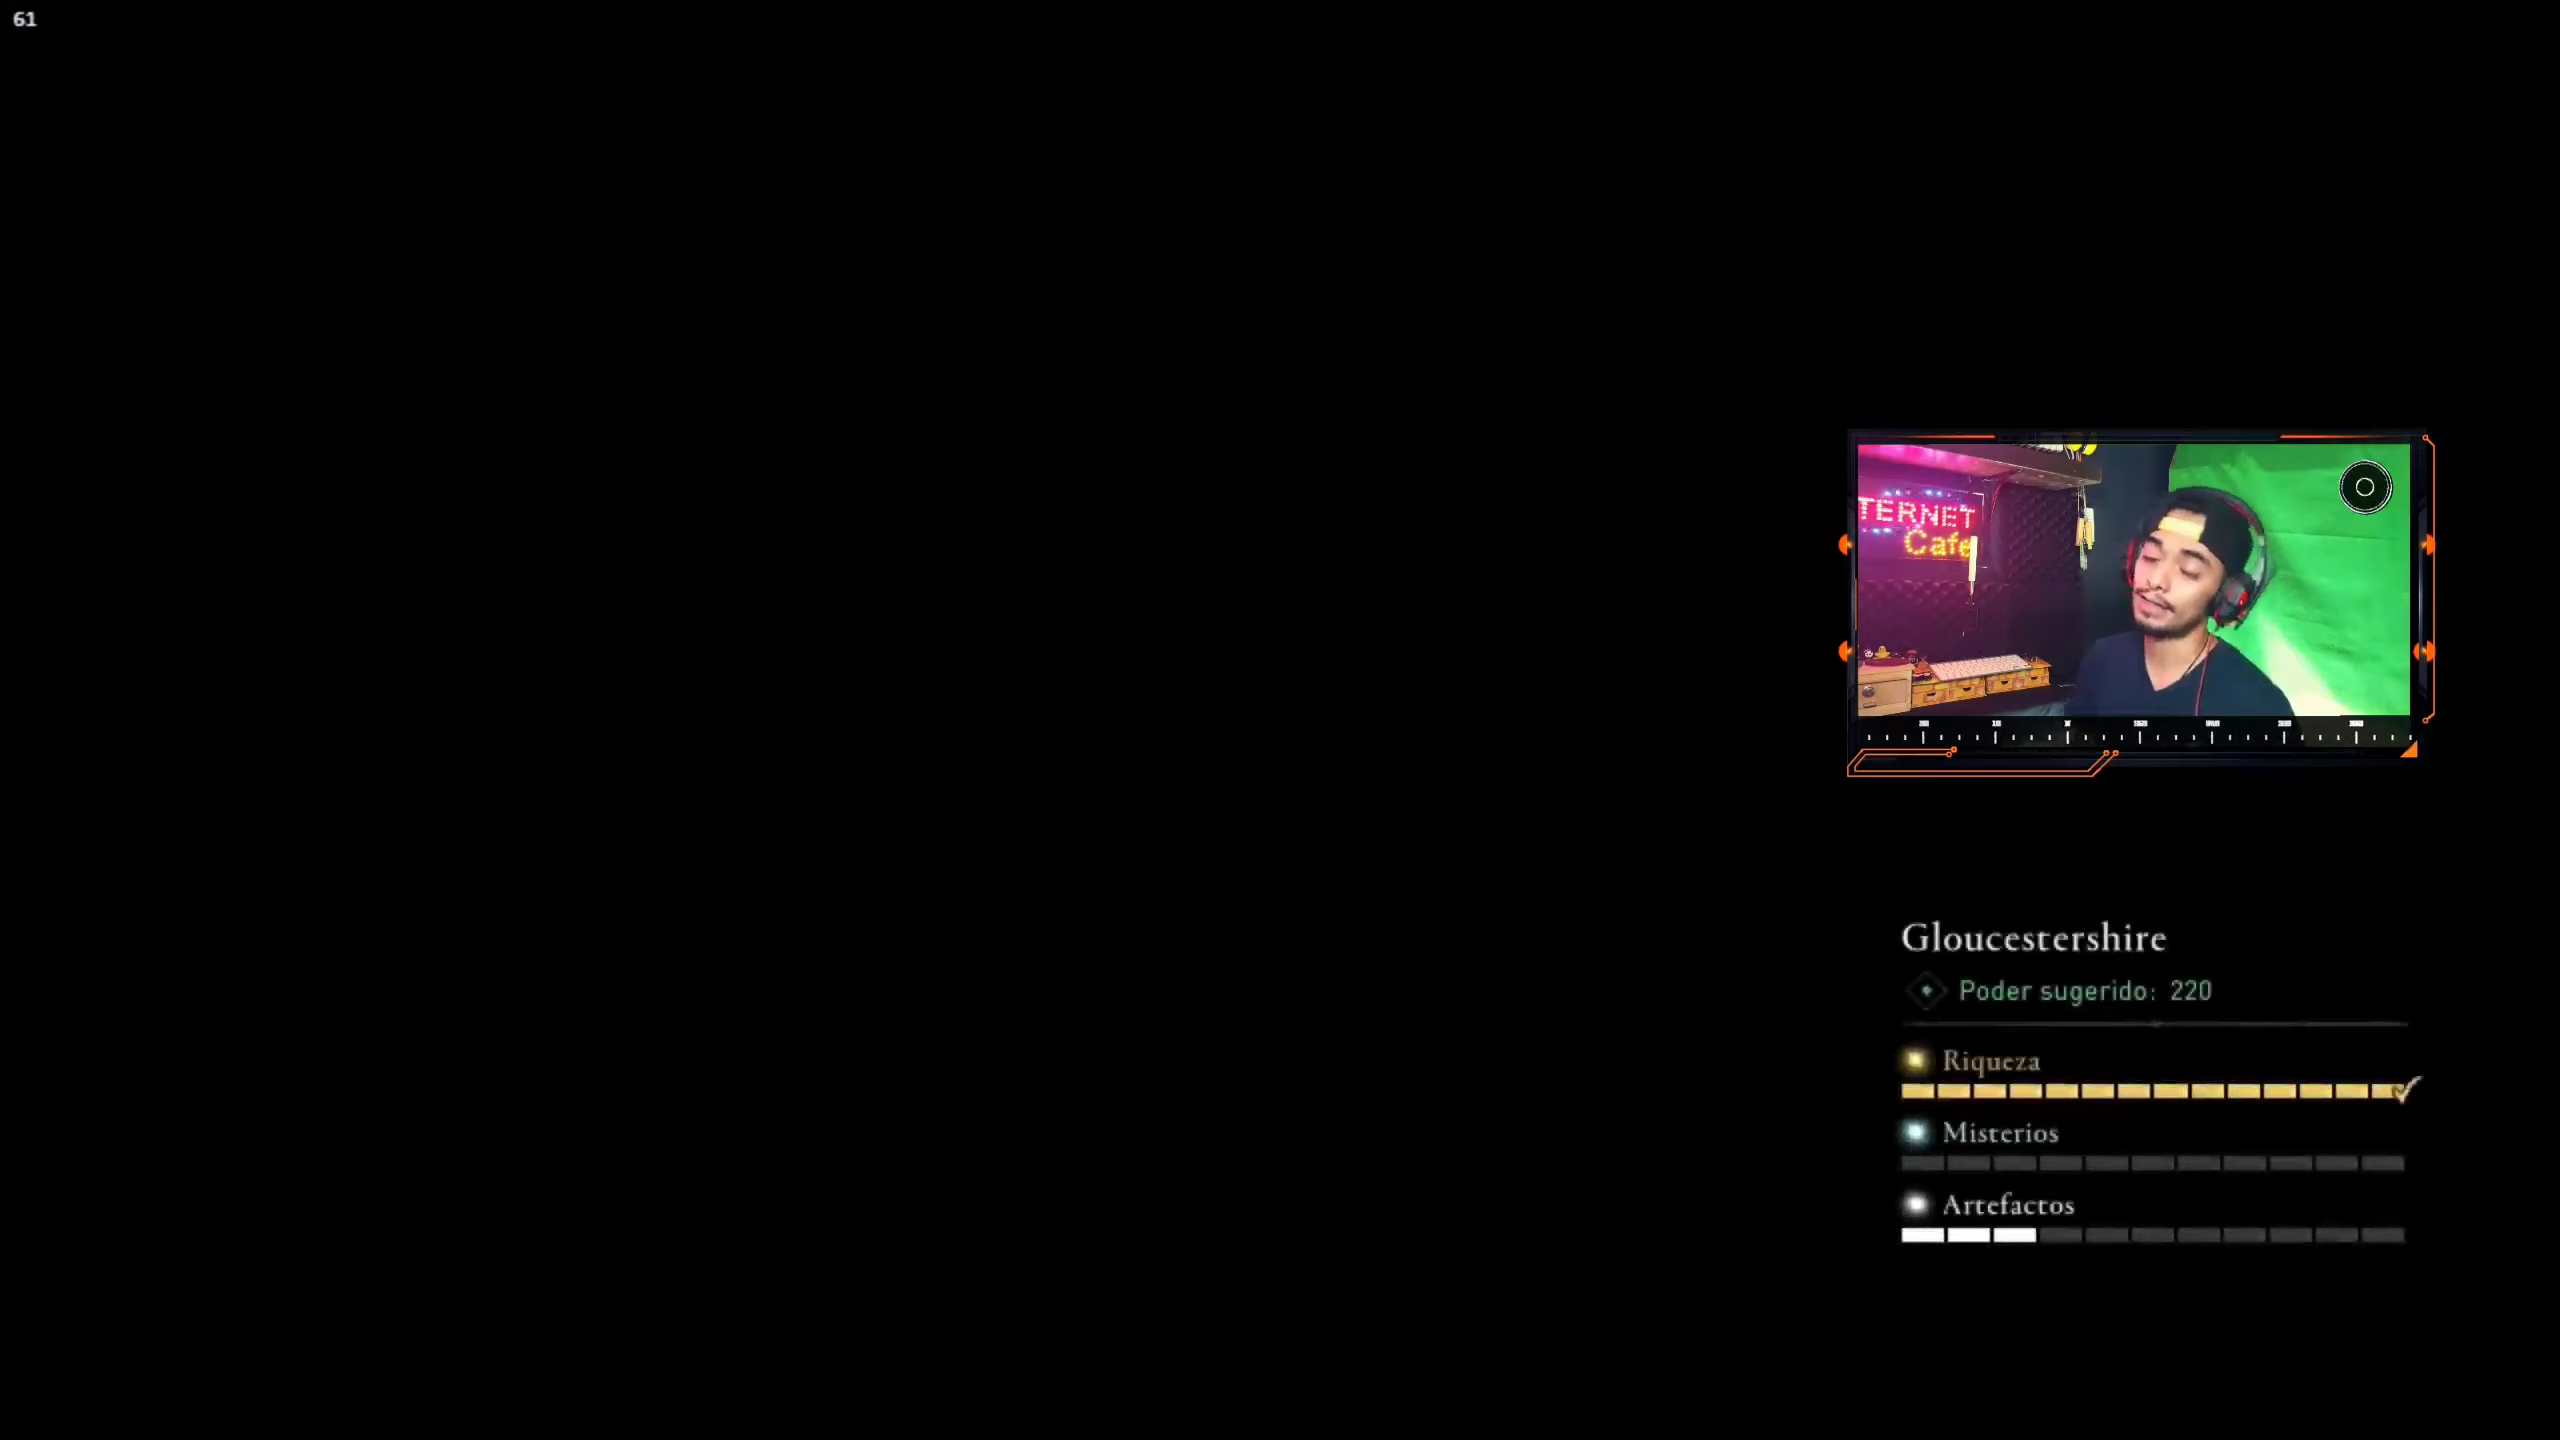 61
TERNET
Cafe
Gloucestershire
Poder sugerido: 220
Riqueza
Misterios
Artefactos